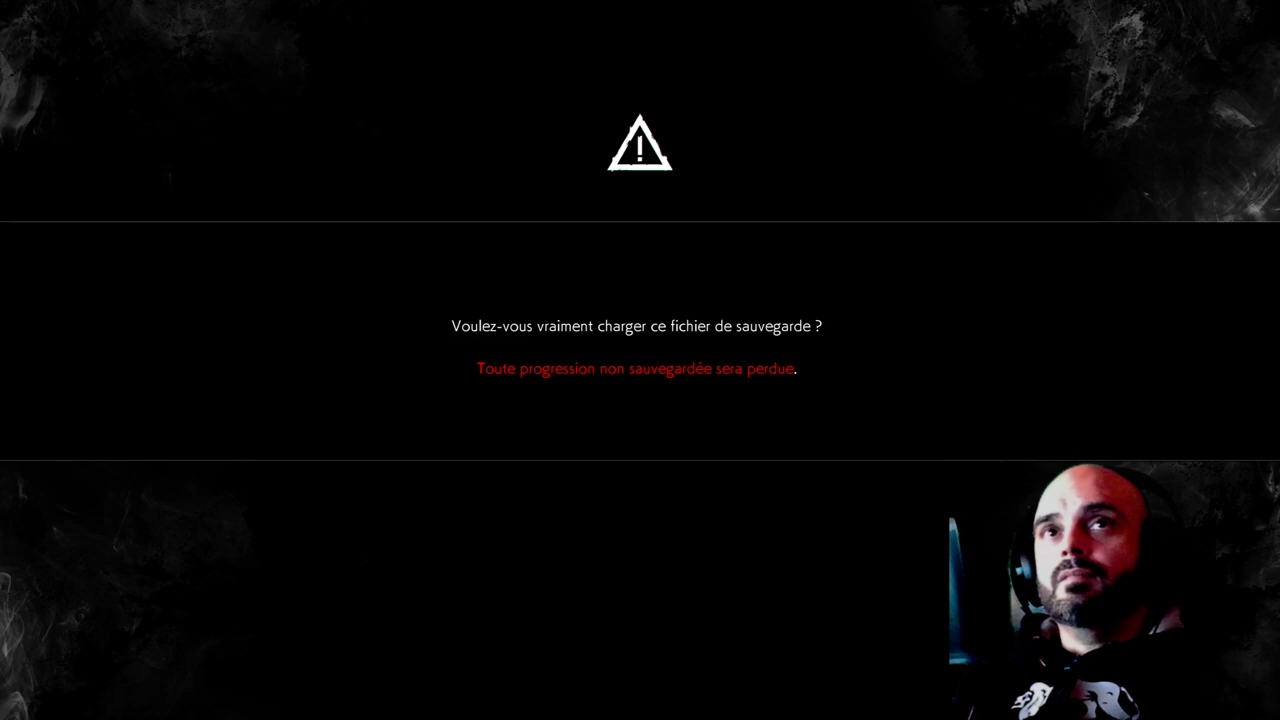 Voulez-vous vraiment charger ce fichier de sauvegarde ?
Toute progression non sauvegardée sera perdue.